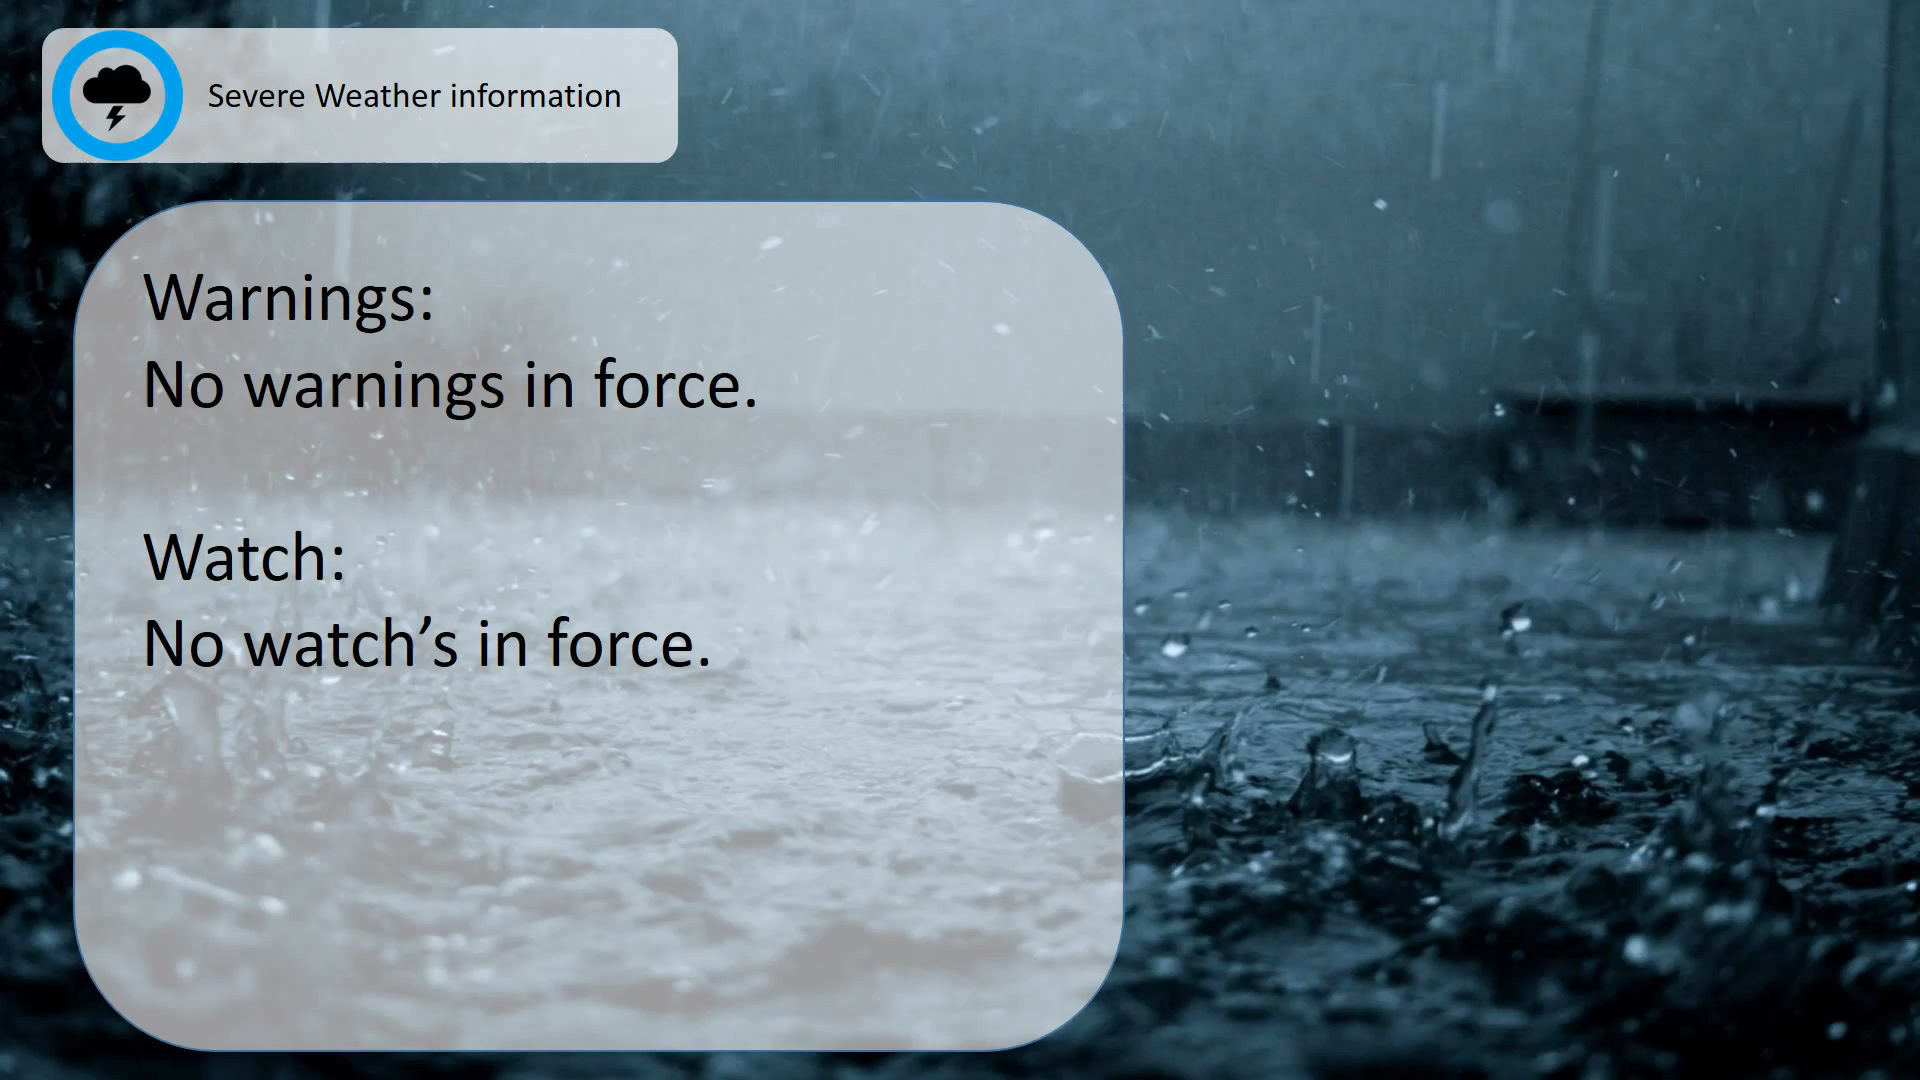 Severe Weather information
Warnings:
No warnings in force.
Watch:
No watch’s in force.